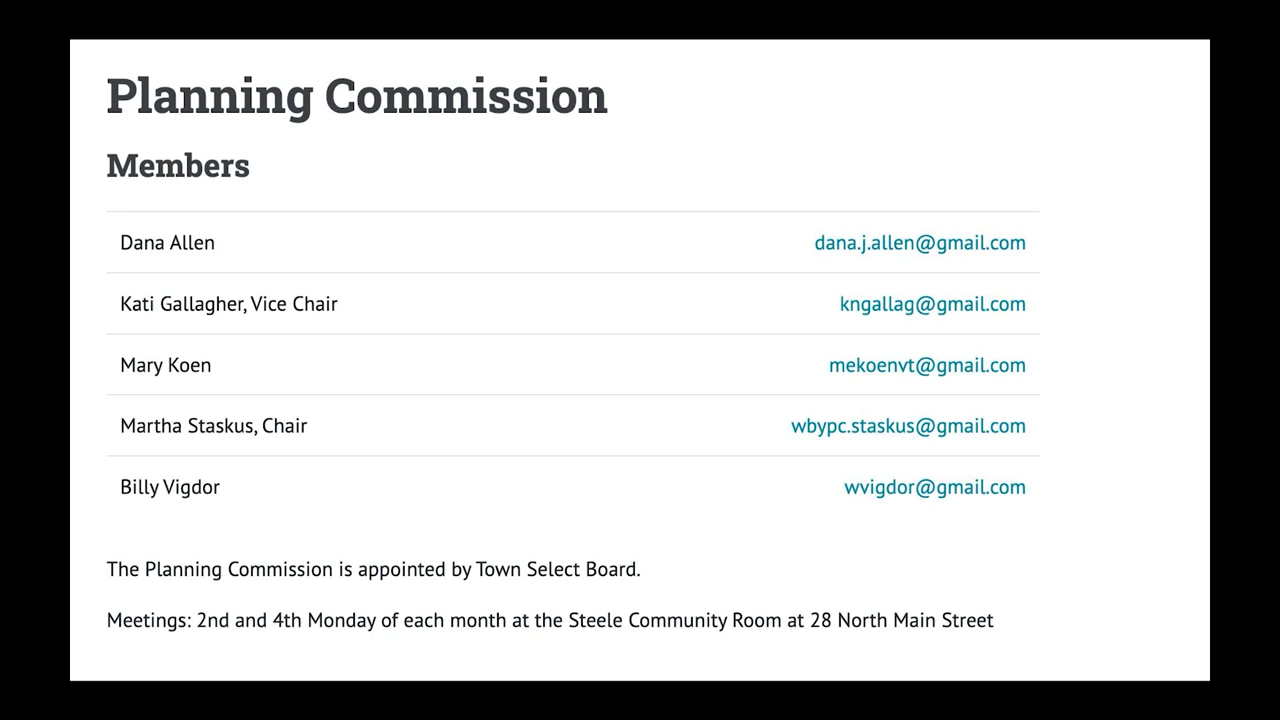 Planning Commission
Members
Dana Allen dana.j.allen@gmail.com
Kati Gallagher, Vice Chair kngallag@gmail.com
Mary Koen mekoenvt@gmail.com
Martha Staskus, Chair wbypc.staskus@gmail.com
Billy Vigdor wvigdor@gmail.com
The Planning Commission is appointed by Town Select Board.
Meetings: 2nd and 4th Monday of each month at the Steele Community Room at 28 North Main Street